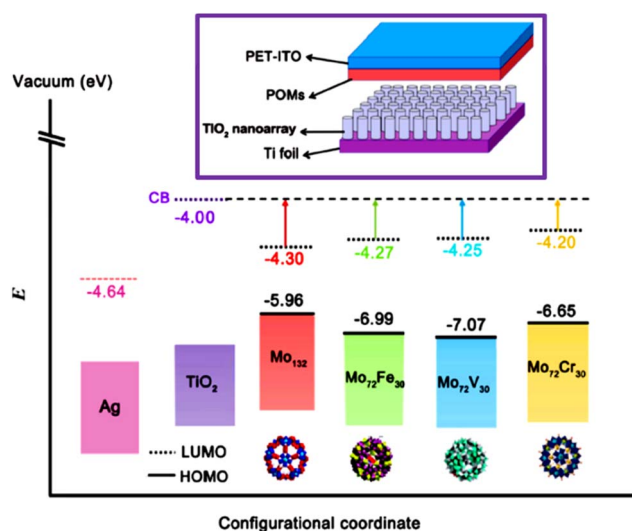 Vacuum (eV)
PET-ITO
POMs
TiO₂ nanoarray
Ti foil
CB
-4.00
-4.30
-4.27
-4.25
-4.20
-4.64
E
-5.96
-6.99
-7.07
-6.65
Ag
TiO₂
Mo₁₃₂
Mo₇₂Fe₃₀
Mo₇₂V₃₀
Mo₇₂Cr₃₀
LUMO
HOMO
Configurational coordinate